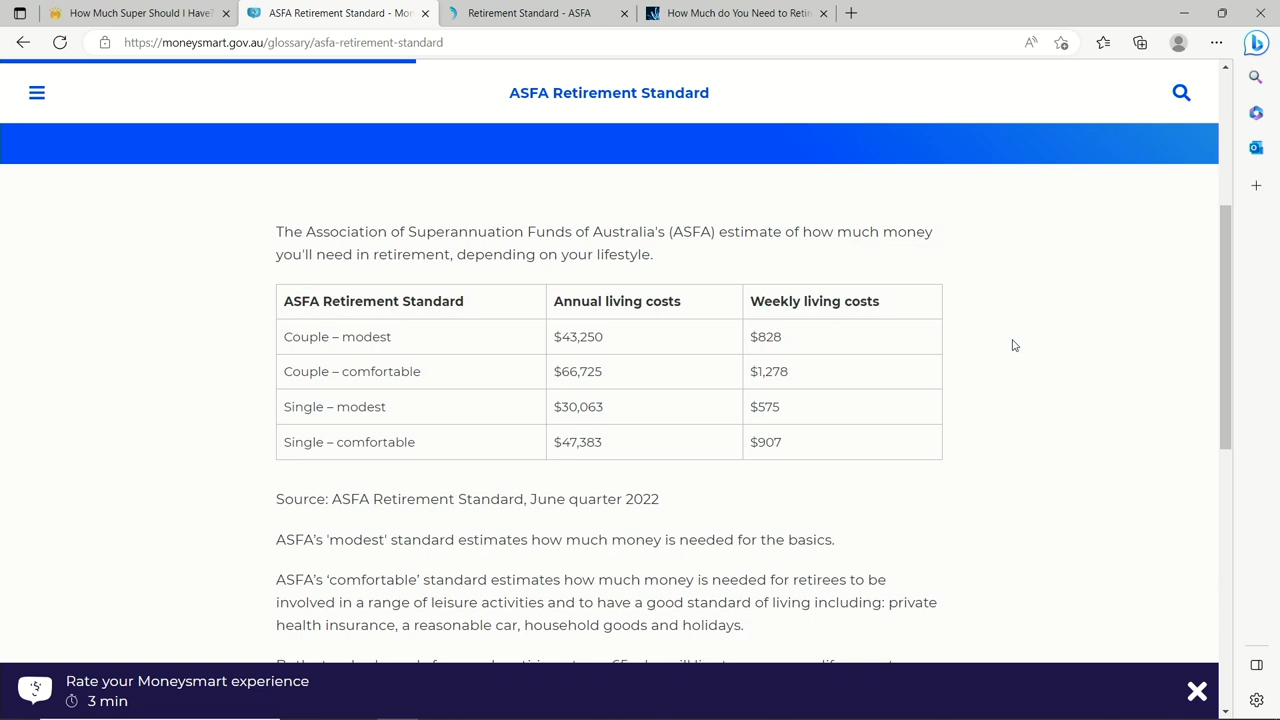 How Much Super Should I Have?
ASFA Retirement Standard - Mon
Retirement Standard - ASFA
How Much do You Need to Retir
https://moneysmart.gov.au/glossary/asfa-retirement-standard
ASFA Retirement Standard
The Association of Superannuation Funds of Australia's (ASFA) estimate of how much money
you'll need in retirement, depending on your lifestyle.
ASFA Retirement Standard Annual living costs Weekly living costs
Couple – modest $43,250 $828
Couple – comfortable $66,725 $1,278
Single – modest $30,063 $575
Single – comfortable $47,383 $907
Source: ASFA Retirement Standard, June quarter 2022
ASFA's 'modest' standard estimates how much money is needed for the basics.
ASFA's ‘comfortable’ standard estimates how much money is needed for retirees to be
involved in a range of leisure activities and to have a good standard of living including: private
health insurance, a reasonable car, household goods and holidays.
Rate your Moneysmart experience
3 min